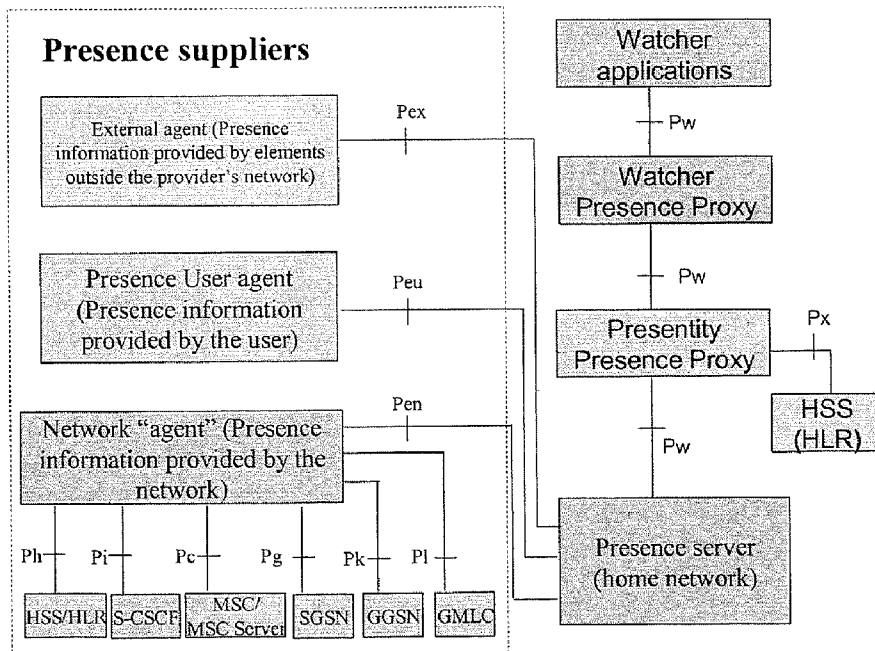 Presence suppliers
External agent (Presence
information provided by elements
outside the provider's network)
Pex
Presence User agent
(Presence information
provided by the user)
Peu
Network "agent" (Presence
information provided by the
network)
Pen
Ph
Pi
Pc
Pg
Pk
Pl
HSS/HLR
S-CSCF
MSC/
MSC Server
SGSN
GGSN
GMLC
Watcher
applications
Pw
Watcher
Presence Proxy
Pw
Presentity
Presence Proxy
Px
HSS
(HLR)
Pw
Presence server
(home network)